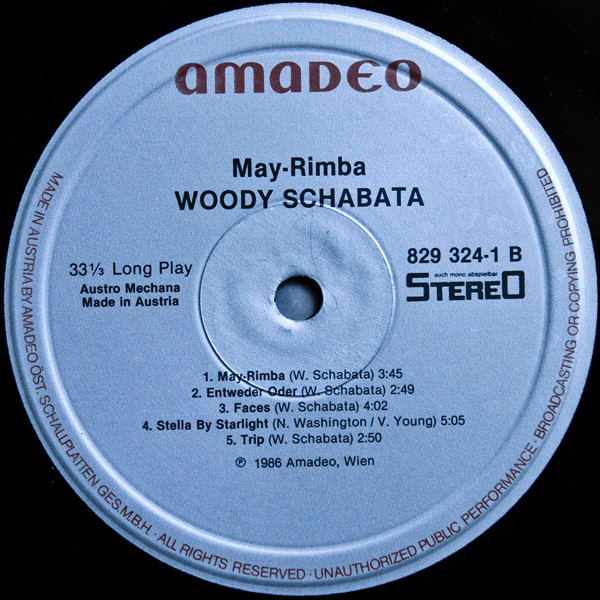 amadeo
May-Rimba
WOODY SCHABATA
33 1/3 Long Play
Austro Mechana
Made in Austria
829 324-1 B
auch mono abspielbar
STEREO
1. May-Rimba (W. Schabata) 3:45
2. Entweder Oder (W. Schabata) 2:49
3. Faces (W. Schabata) 4:02
4. Stella By Starlight (N. Washington / V. Young) 5:05
5. Trip (W. Schabata) 2:50
℗ 1986 Amadeo, Wien
MADE IN AUSTRIA BY AMADEO ÖST. SCHALLPLATTEN GES.M.B.H. · ALL RIGHTS RESERVED · UNAUTHORIZED PUBLIC PERFORMANCE · BROADCASTING OR COPYING PROHIBITED